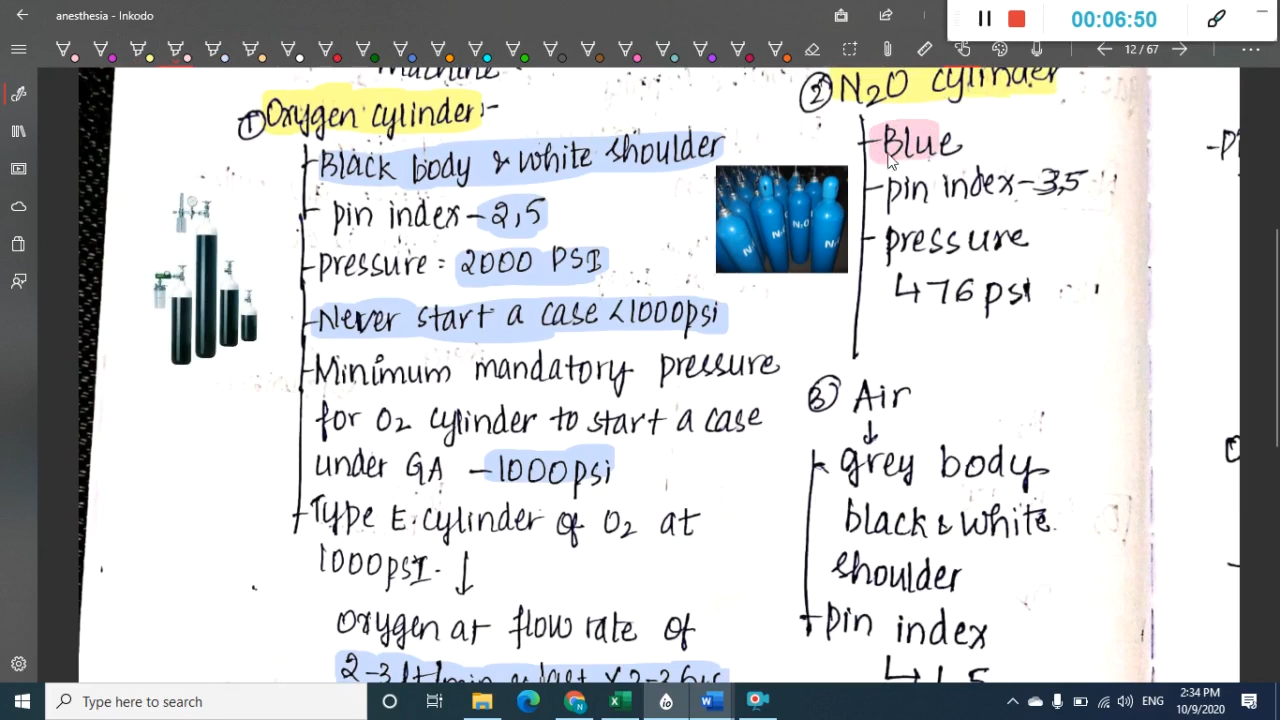 anesthesia - Inkodo
00:06:50
12 / 67
machine
① Oxygen cylinder:-
Black body & white shoulder
pin index - 2,5
pressure = 2000 PSI
Never start a case <1000psi
Minimum mandatory pressure
for O2 cylinder to start a case
under GA - 1000psi
Type E. cylinder of O2 at
1000psI.
oxygen at flow rate of
② N2O cylinder
Blue
pin index - 3,5
pressure
476 psi
N2O
③ Air
grey body
black & white
shoulder
pin index
1,5
Type here to search
ENG
2:34 PM
10/9/2020